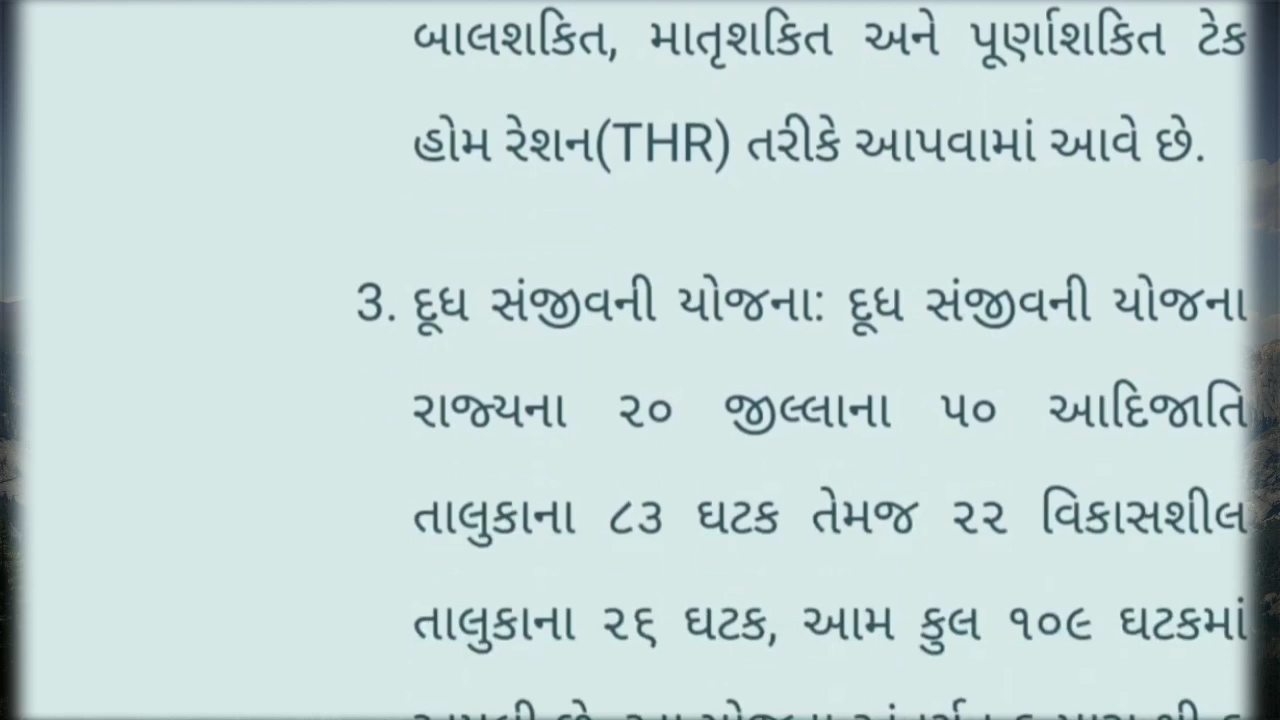 બાલશકિત, માતૃશકિત અને પૂર્ણાશકિત ટેક
હોમ રેશન(THR) તરીકે આપવામાં આવે છે.
3. દૂધ સંજીવની યોજના: દૂધ સંજીવની યોજના
રાજ્યના ૨૦ જીલ્લાના ૫૦ આદિજાતિ
તાલુકાના ૮૩ ઘટક તેમજ ૨૨ વિકાસશીલ
તાલુકાના ૨૬ ઘટક, આમ કુલ ૧૦૯ ઘટકમાં